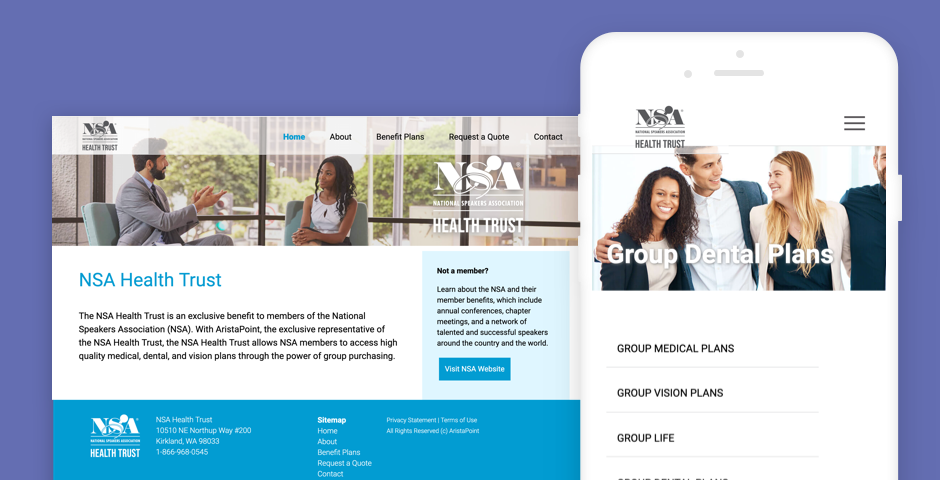 NSA
NATIONAL SPEAKERS ASSOCIATION
HEALTH TRUST
Home
About
Benefit Plans
Request a Quote
Contact
NSA
NATIONAL SPEAKERS ASSOCIATION
HEALTH TRUST
NSA Health Trust
The NSA Health Trust is an exclusive benefit to members of the National
Speakers Association (NSA). With AristaPoint, the exclusive representative of
the NSA Health Trust, the NSA Health Trust allows NSA members to access high
quality medical, dental, and vision plans through the power of group purchasing.
Not a member?
Learn about the NSA and their
member benefits, which include
annual conferences, chapter
meetings, and a network of
talented and successful speakers
around the country and the world.
Visit NSA Website
NSA
NATIONAL SPEAKERS ASSOCIATION
HEALTH TRUST
NSA Health Trust
10510 NE Northup Way #200
Kirkland, WA 98033
1-866-968-0545
Sitemap
Home
About
Benefit Plans
Request a Quote
Contact
Privacy Statement | Terms of Use
All Rights Reserved (c) AristaPoint
NSA
NATIONAL SPEAKERS ASSOCIATION
HEALTH TRUST
Group Dental Plans
GROUP MEDICAL PLANS
GROUP VISION PLANS
GROUP LIFE